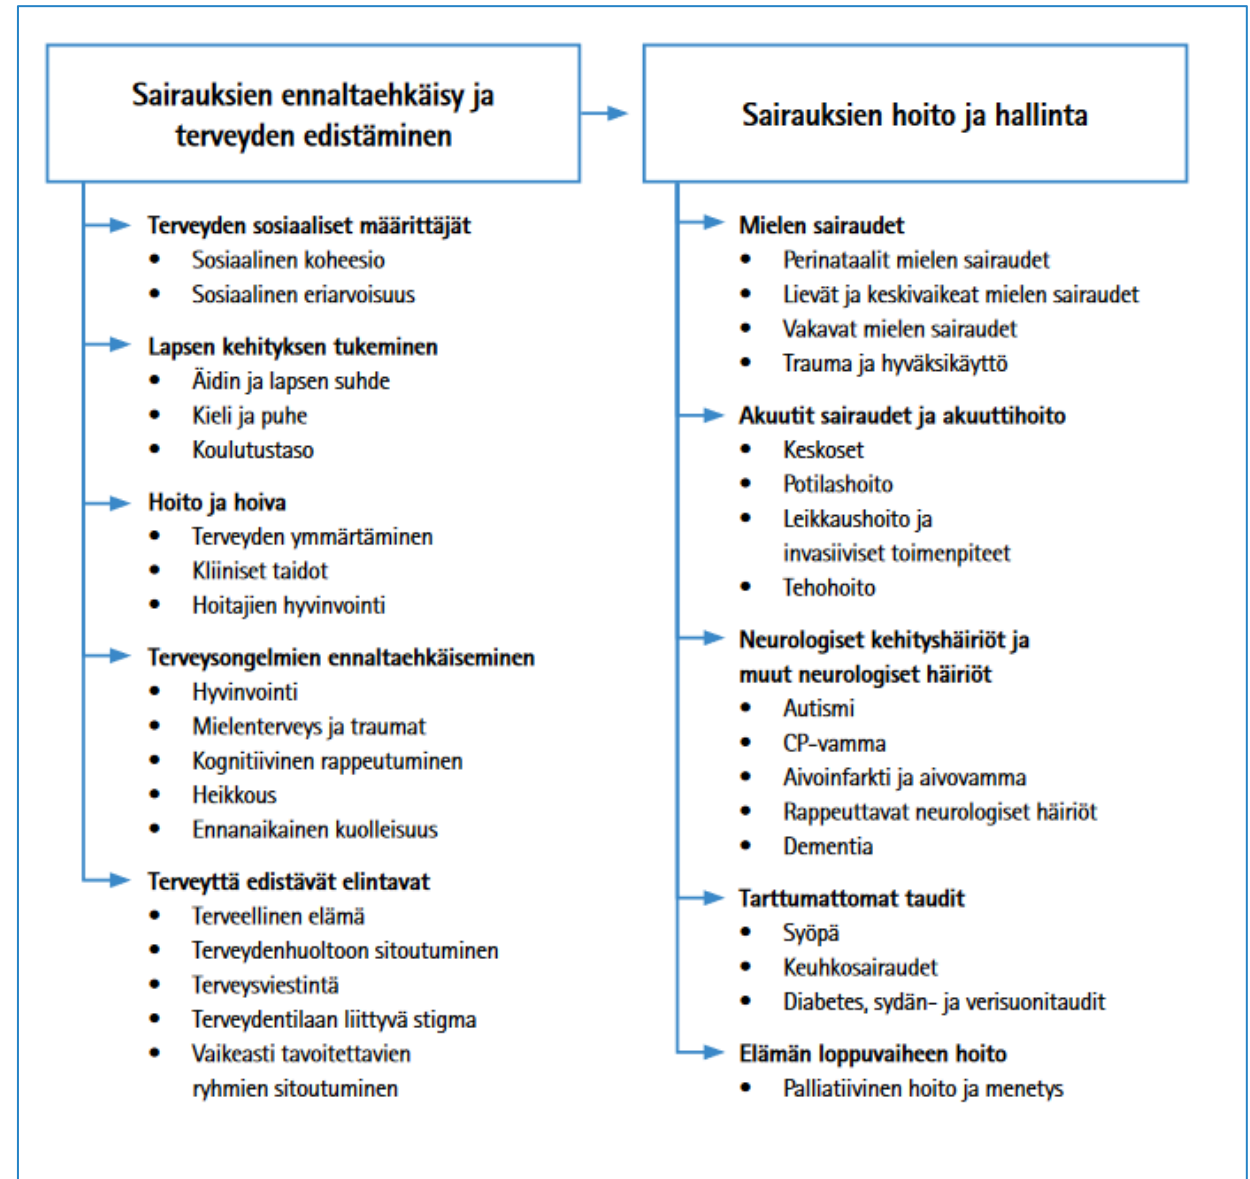 Sairauksien ennaltaehkäisy ja
terveyden edistäminen
Terveyden sosiaaliset määrittäjät
• Sosiaalinen koheesio
• Sosiaalinen eriarvoisuus
Lapsen kehityksen tukeminen
• Äidin ja lapsen suhde
• Kieli ja puhe
• Koulutustaso
Hoito ja hoiva
• Terveyden ymmärtäminen
• Kliiniset taidot
• Hoitajien hyvinvointi
Terveysongelmien ennaltaehkäiseminen
• Hyvinvointi
• Mielenterveys ja traumat
• Kognitiivinen rappeutuminen
• Heikkous
• Ennanaikainen kuolleisuus
Terveyttä edistävät elintavat
• Terveellinen elämä
• Terveydenhuoltoon sitoutuminen
• Terveysviestintä
• Terveydentilaan liittyvä stigma
• Vaikeasti tavoitettavien
ryhmien sitoutuminen
Sairauksien hoito ja hallinta
Mielen sairaudet
• Perinataalit mielen sairaudet
• Lievät ja keskivaikeat mielen sairaudet
• Vakavat mielen sairaudet
• Trauma ja hyväksikäyttö
Akuutit sairaudet ja akuuttihoito
• Keskoset
• Potilashoito
• Leikkaushoito ja
invasiiviset toimenpiteet
• Tehohoito
Neurologiset kehityshäiriöt ja
muut neurologiset häiriöt
• Autismi
• CP-vamma
• Aivoinfarkti ja aivovamma
• Rappeuttavat neurologiset häiriöt
• Dementia
Tarttumattomat taudit
• Syöpä
• Keuhkosairaudet
• Diabetes, sydän- ja verisuonitaudit
Elämän loppuvaiheen hoito
• Palliatiivinen hoito ja menetys